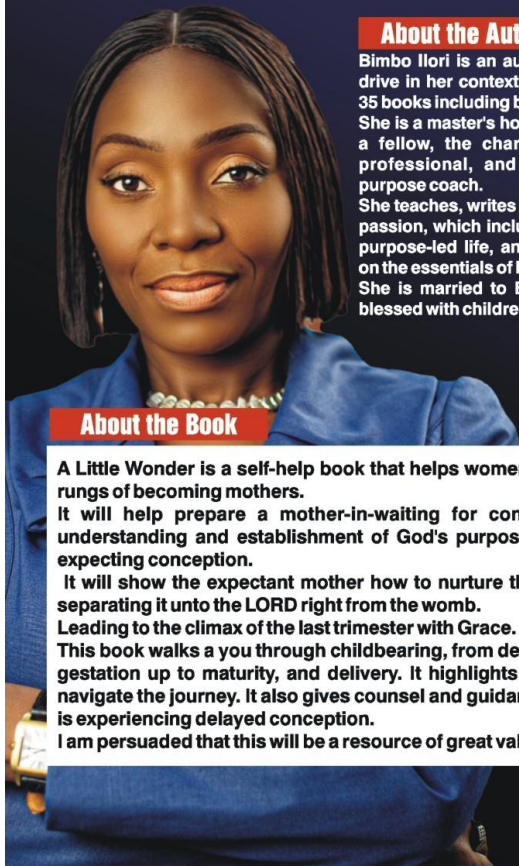 About the Aut
Bimbo Ilori is an au
drive in her context
35 books including b
She is a master's ho
a fellow, the char
professional, and
purpose coach.
She teaches, writes
passion, which inclu
purpose-led life, an
on the essentials of l
She is married to E
blessed with childre
About the Book
A Little Wonder is a self-help book that helps women
rungs of becoming mothers.
It will help prepare a mother-in-waiting for con
understanding and establishment of God's purpos
expecting conception.
It will show the expectant mother how to nurture th
separating it unto the LORD right from the womb.
Leading to the climax of the last trimester with Grace.
This book walks a you through childbearing, from de
gestation up to maturity, and delivery. It highlights
navigate the journey. It also gives counsel and guidan
is experiencing delayed conception.
I am persuaded that this will be a resource of great val